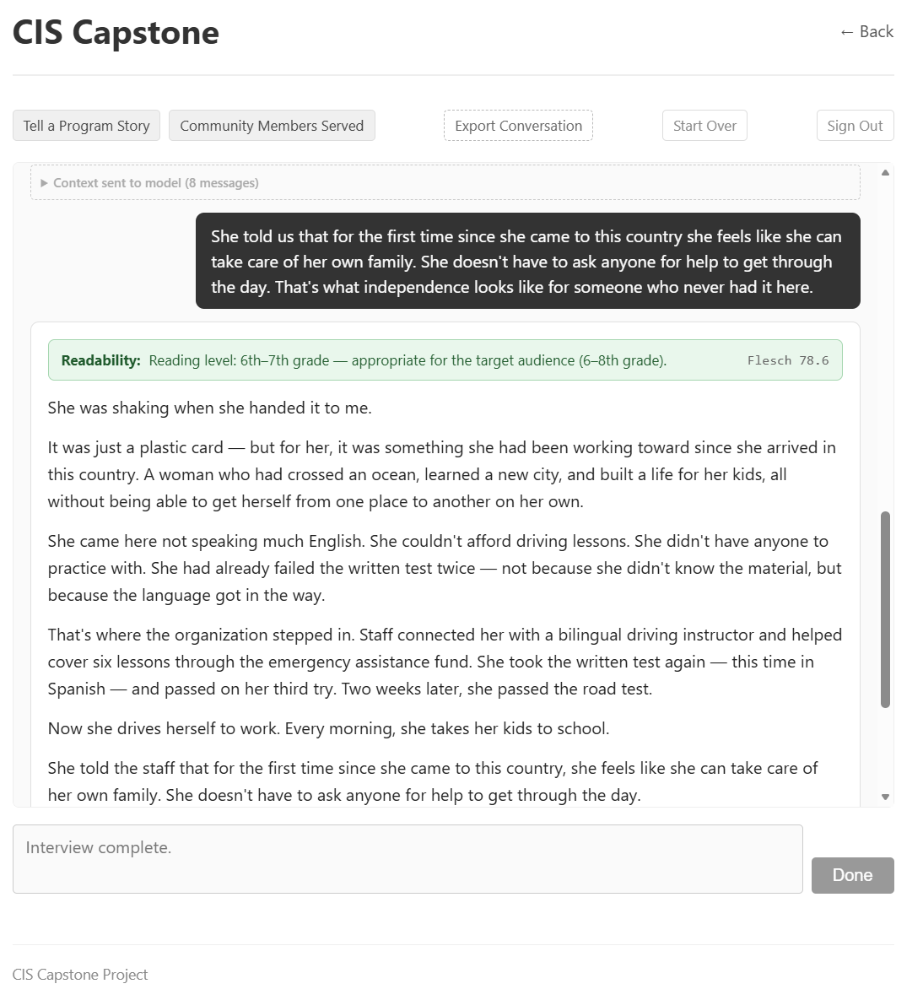 CIS Capstone
← Back
Tell a Program Story
Community Members Served
Export Conversation
Start Over
Sign Out
▶ Context sent to model (8 messages)
She told us that for the first time since she came to this country she feels like she can
take care of her own family. She doesn't have to ask anyone for help to get through
the day. That's what independence looks like for someone who never had it here.
Readability: Reading level: 6th–7th grade — appropriate for the target audience (6–8th grade).
Flesch 78.6
She was shaking when she handed it to me.
It was just a plastic card — but for her, it was something she had been working toward since she arrived in
this country. A woman who had crossed an ocean, learned a new city, and built a life for her kids, all
without being able to get herself from one place to another on her own.
She came here not speaking much English. She couldn't afford driving lessons. She didn't have anyone to
practice with. She had already failed the written test twice — not because she didn't know the material, but
because the language got in the way.
That's where the organization stepped in. Staff connected her with a bilingual driving instructor and helped
cover six lessons through the emergency assistance fund. She took the written test again — this time in
Spanish — and passed on her third try. Two weeks later, she passed the road test.
Now she drives herself to work. Every morning, she takes her kids to school.
She told the staff that for the first time since she came to this country, she feels like she can take care of
her own family. She doesn't have to ask anyone for help to get through the day.
Interview complete.
Done
CIS Capstone Project